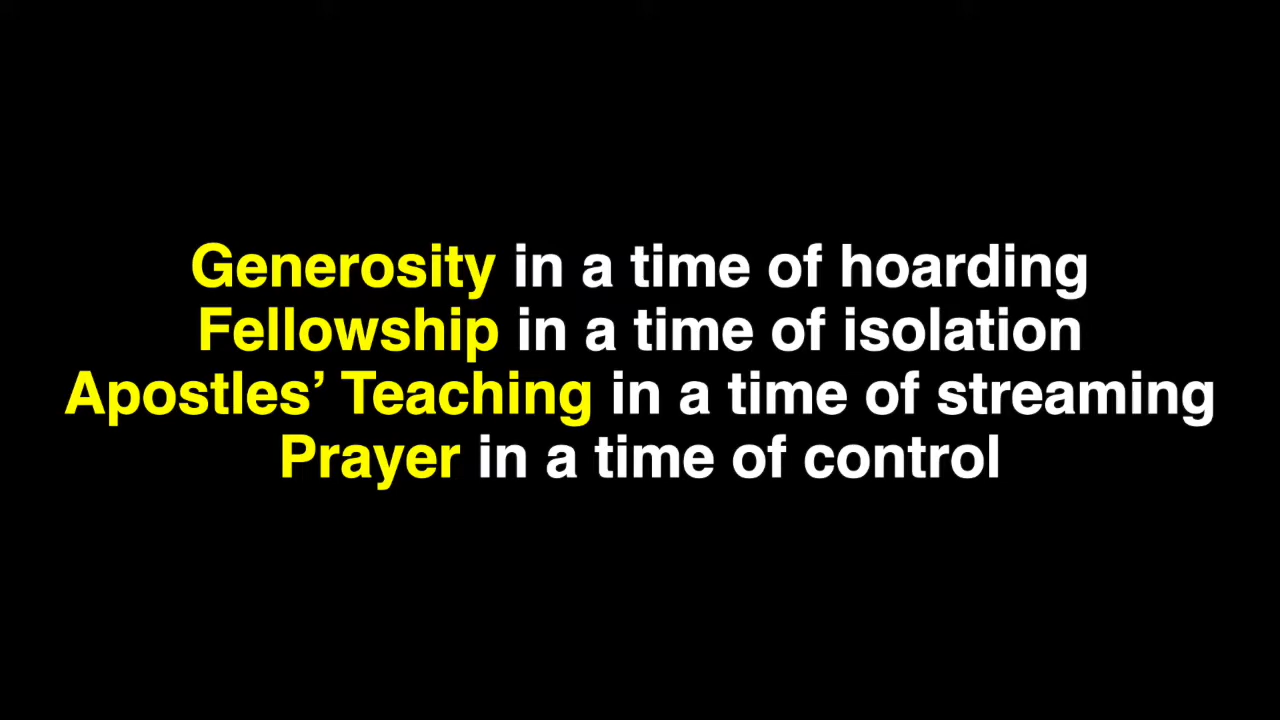 Generosity in a time of hoarding
Fellowship in a time of isolation
Apostles’ Teaching in a time of streaming
Prayer in a time of control